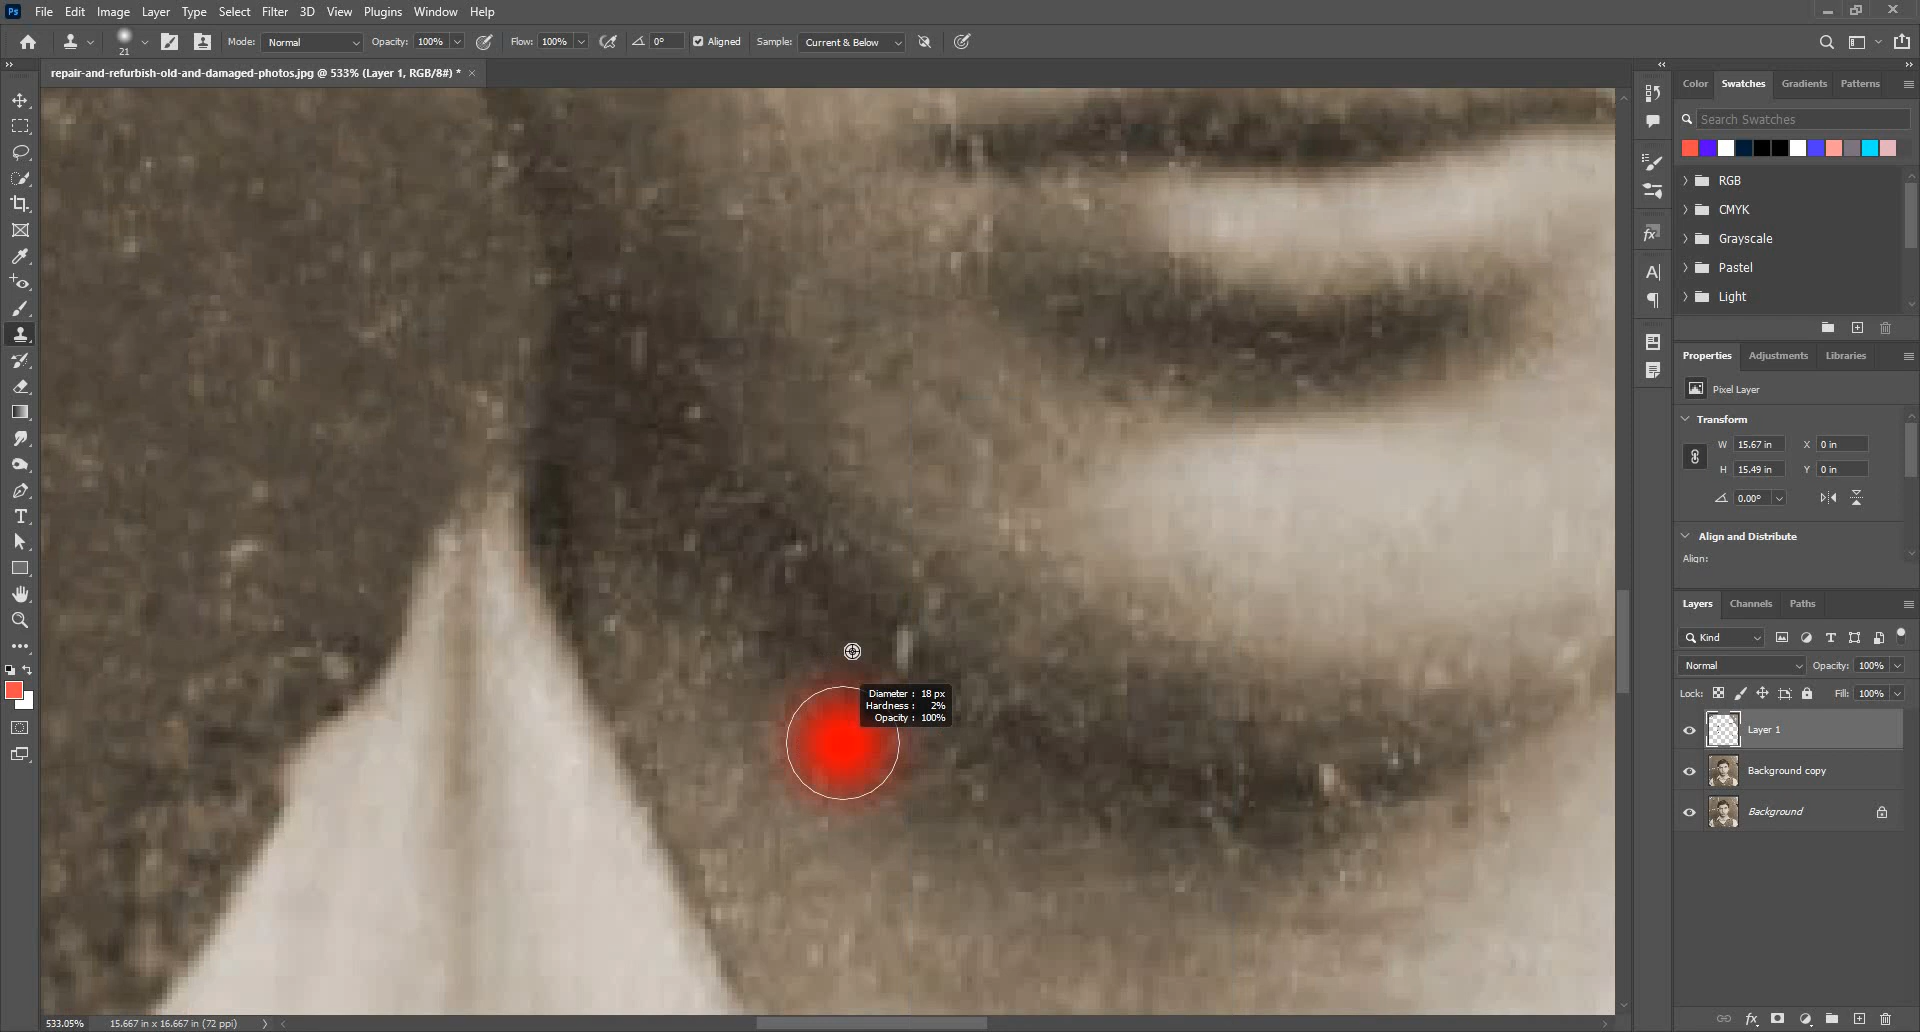 Ps File Edit Image Layer Type Select Filter 3D View Plugins Window Help
21 Mode: Normal Opacity: 100% Flow: 100% 0° Aligned Sample: Current & Below
repair-and-refurbish-old-and-damaged-photos.jpg @ 533% (Layer 1, RGB/8#) *
Color Swatches Gradients Patterns
Search Swatches
RGB
CMYK
Grayscale
Pastel
Light
Properties Adjustments Libraries
Pixel Layer
Transform
W 15.67 in X 0 in
H 15.49 in Y 0 in
0.00°
Align and Distribute
Align:
Layers Channels Paths
Kind
Normal Opacity: 100%
Lock: Fill: 100%
Layer 1
Background copy
Background
Diameter : 18 px
Hardness : 2%
Opacity : 100%
533.05% 15.667 in x 16.667 in (72 ppi)